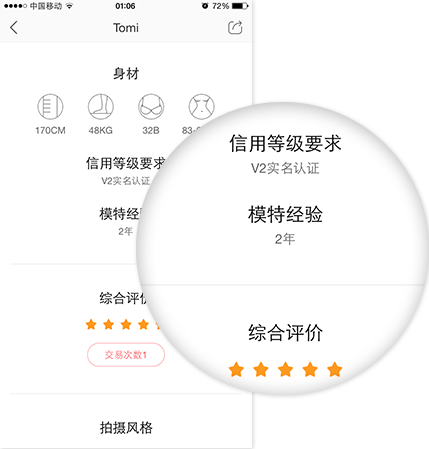 中国移动 01:06 72%
Tomi
身材
170CM 48KG 32B 83-
信用等级要求
V2实名认证
模特经验
2年
综合评价
交易次数1
拍摄风格
信用等级要求
V2实名认证
模特经验
2年
综合评价